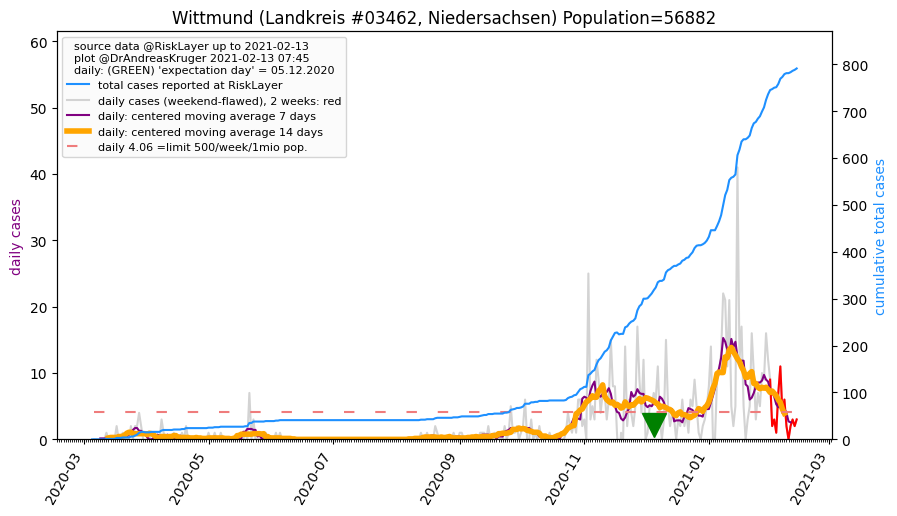 Wittmund (Landkreis #03462, Niedersachsen) Population=56882
source data @RiskLayer up to 2021-02-13
plot @DrAndreasKruger 2021-02-13 07:45
daily: (GREEN) 'expectation day' = 05.12.2020
total cases reported at RiskLayer
daily cases (weekend-flawed), 2 weeks: red
daily: centered moving average 7 days
daily: centered moving average 14 days
daily 4.06 =limit 500/week/1mio pop.
daily cases
60
50
40
30
20
10
0
cumulative total cases
800
700
600
500
400
300
200
100
0
2020-03
2020-05
2020-07
2020-09
2020-11
2021-01
2021-03